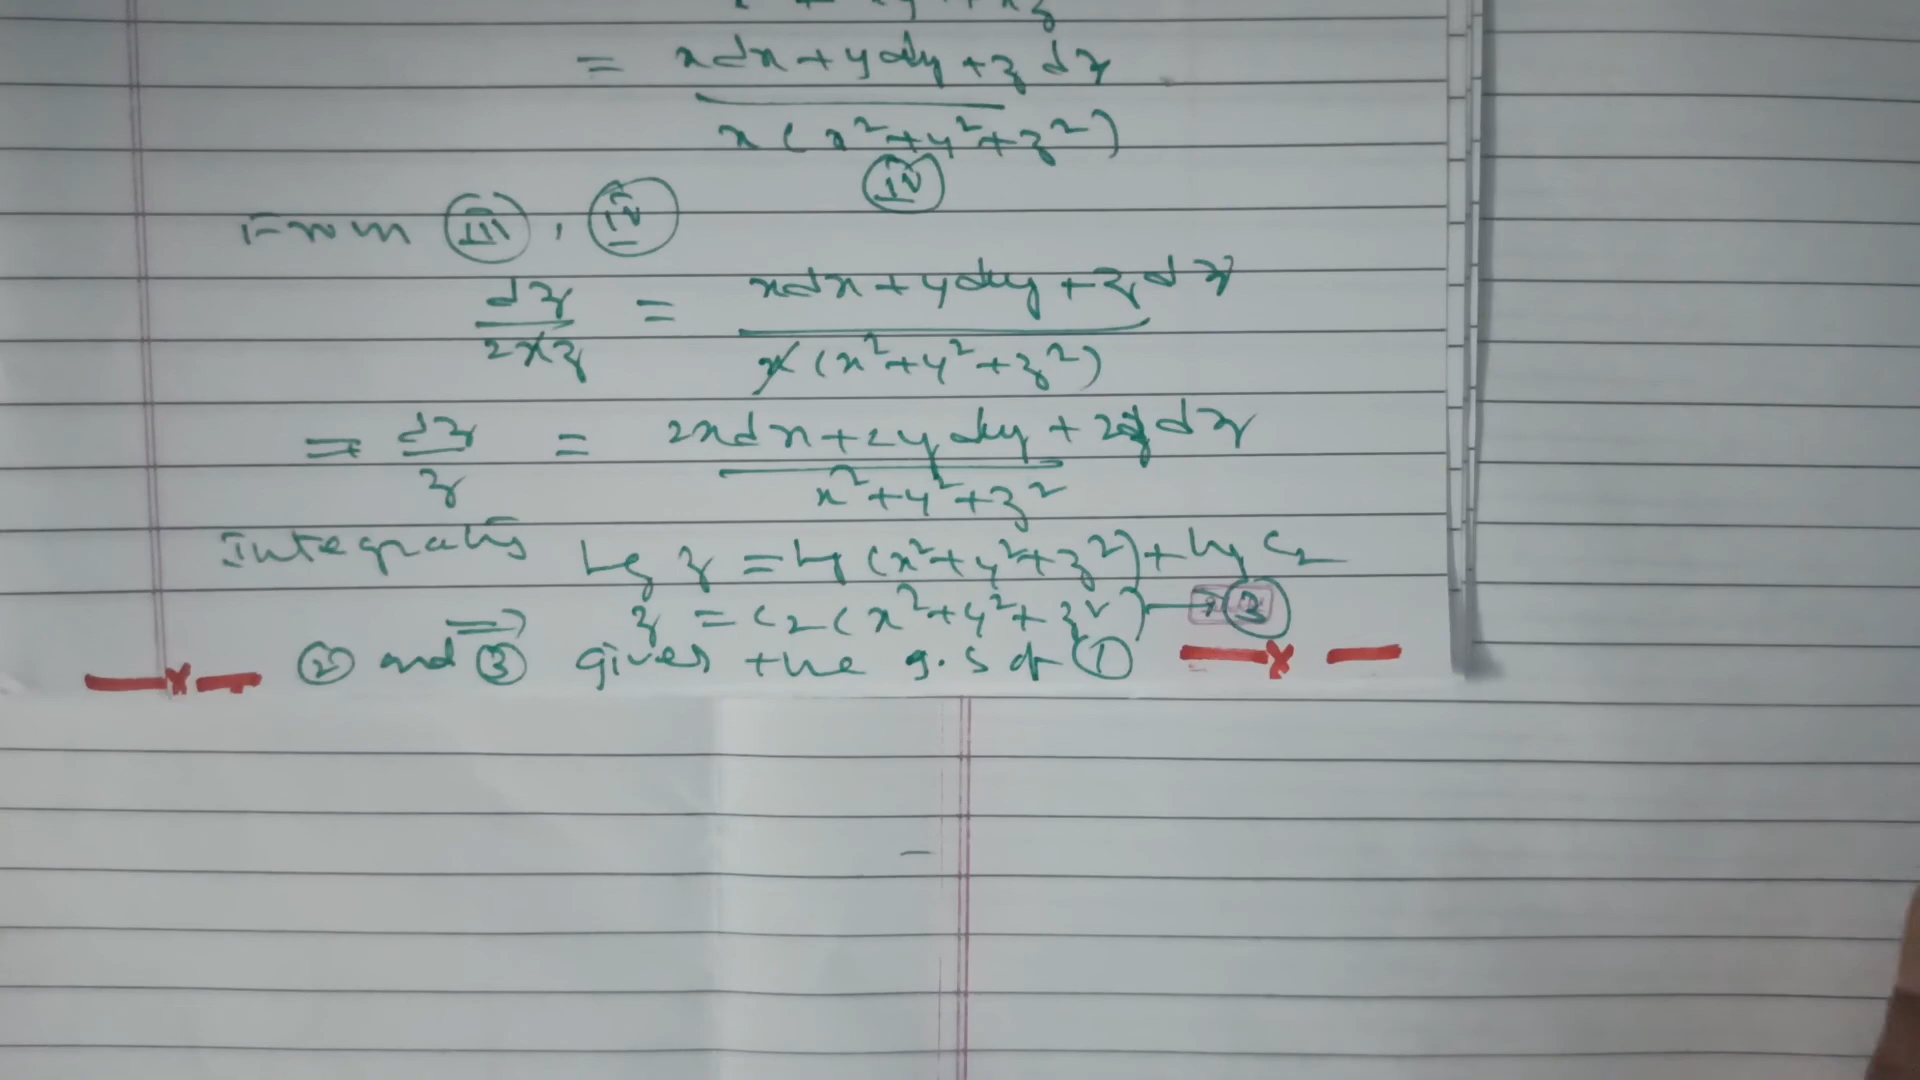 = xdx+ydy+zdz
x(x²+y²+z²)
(IV)
From (III), (IV)
dz = xdx+ydy+zdz
2xz x(x²+y²+z²)
⇒ dz = 2xdx+2ydy+2zdz
z x²+y²+z²
Integrating log z = log (x²+y²+z²)+log c₂
⇒ z = c₂(x²+y²+z²) → (3)
(2) and (3) gives the g.s of (1)